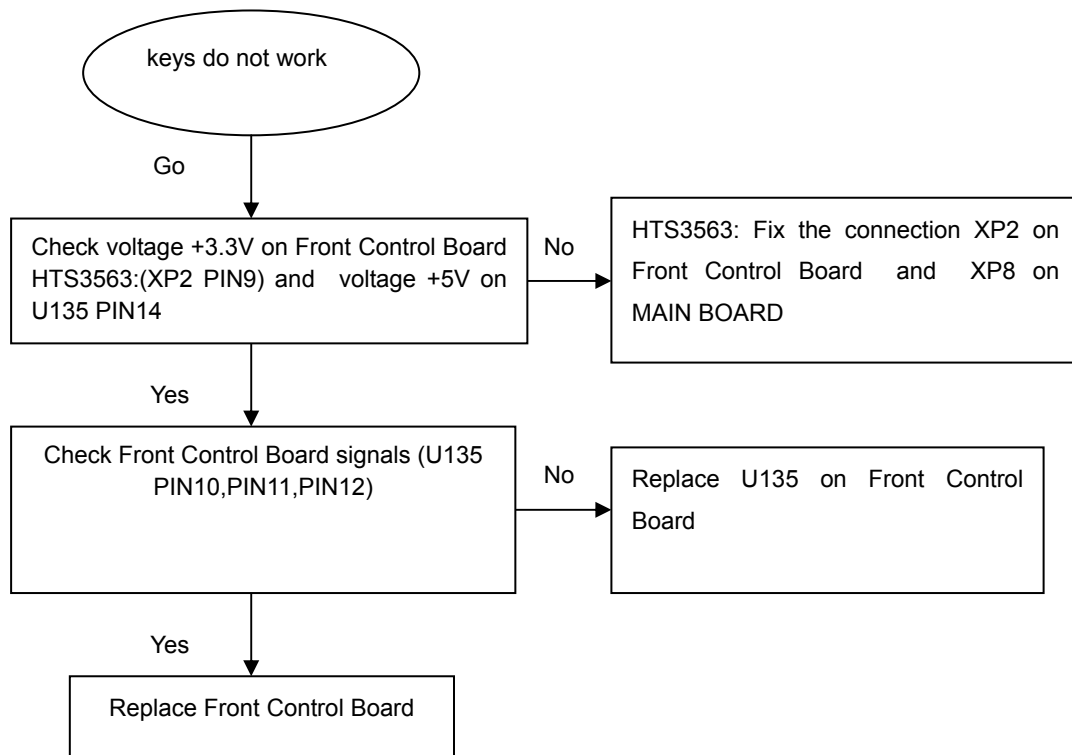 keys do not work
Go
Check voltage +3.3V on Front Control Board
HTS3563:(XP2 PIN9) and voltage +5V on
U135 PIN14
No
HTS3563: Fix the connection XP2 on
Front Control Board and XP8 on
MAIN BOARD
Yes
Check Front Control Board signals (U135
PIN10,PIN11,PIN12)
No
Replace U135 on Front Control
Board
Yes
Replace Front Control Board